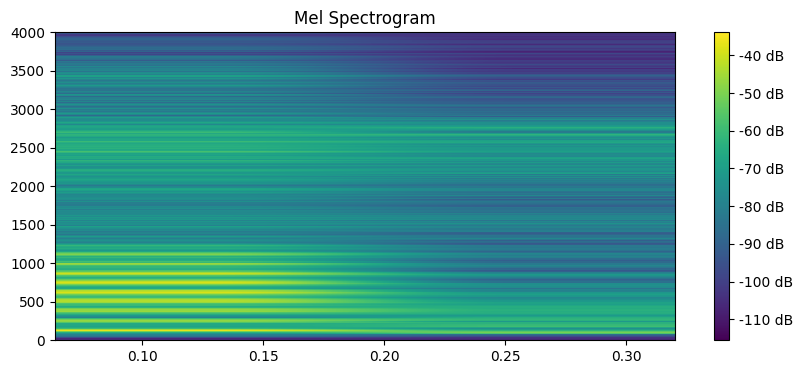 Mel Spectrogram
4000
3500
3000
2500
2000
1500
1000
500
0
0.10
0.15
0.20
0.25
0.30
-40 dB
-50 dB
-60 dB
-70 dB
-80 dB
-90 dB
-100 dB
-110 dB